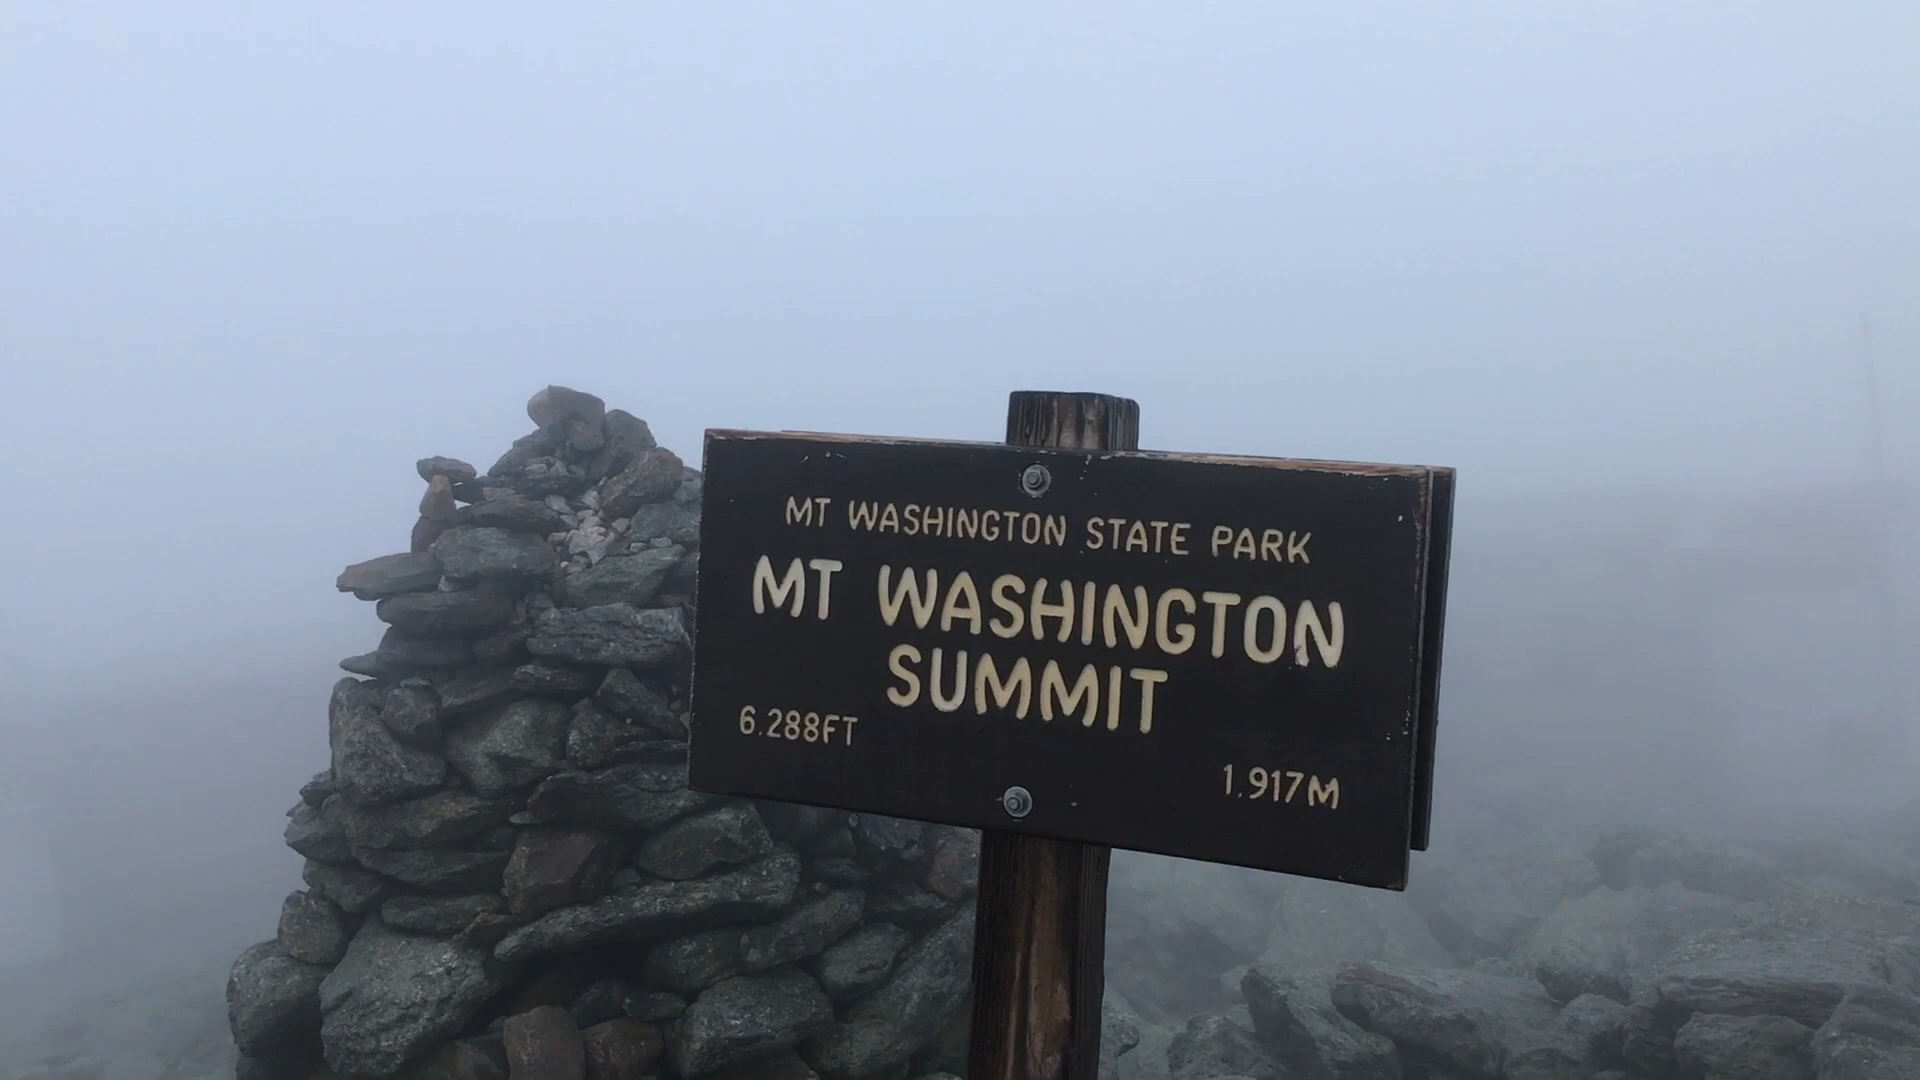 MT WASHINGTON STATE PARK
MT WASHINGTON
SUMMIT
6.288FT
1.917M